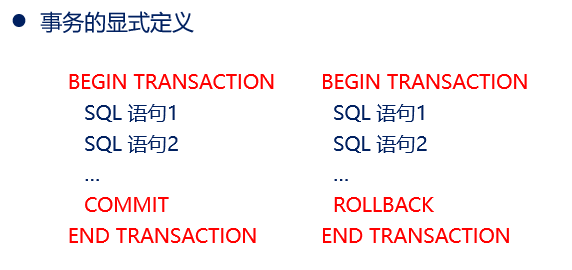 ● 事务的显式定义
BEGIN TRANSACTION
SQL 语句1
SQL 语句2
...
COMMIT
END TRANSACTION
BEGIN TRANSACTION
SQL 语句1
SQL 语句2
...
ROLLBACK
END TRANSACTION